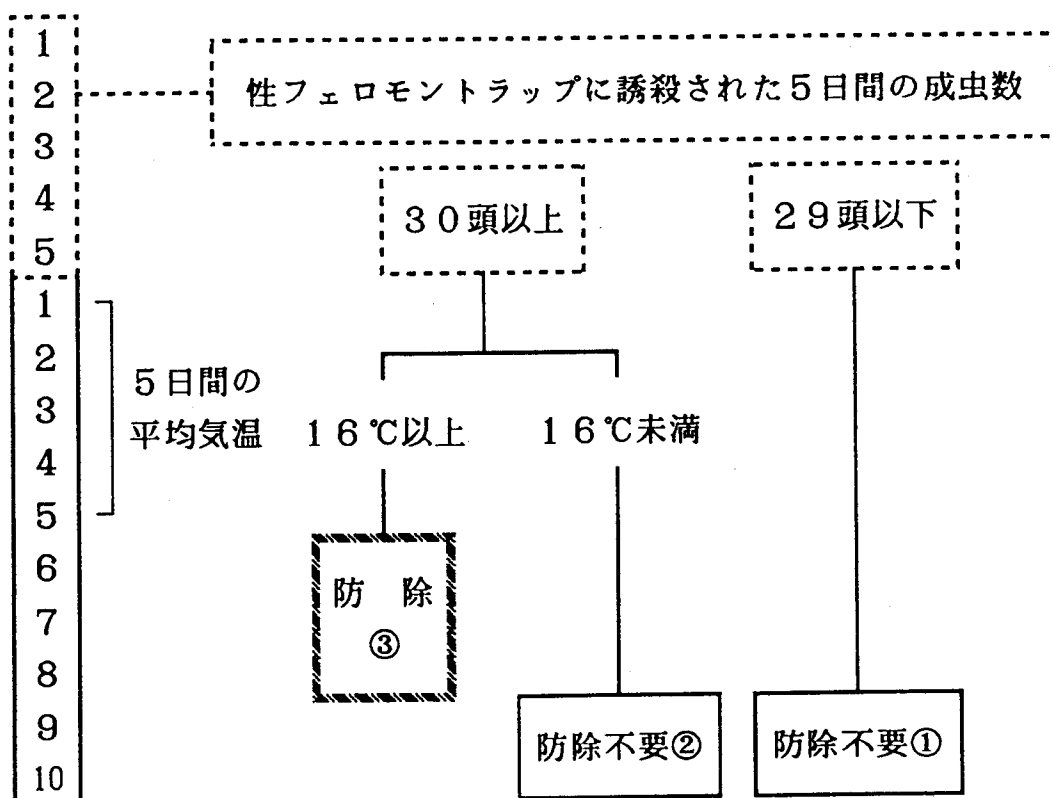 1
2
3
4
5
1
2
3
4
5
6
7
8
9
10
性フェロモントラップに誘殺された5日間の成虫数
30頭以上
29頭以下
5日間の
平均気温
16℃以上
16℃未満
防 除
③
防除不要②
防除不要①